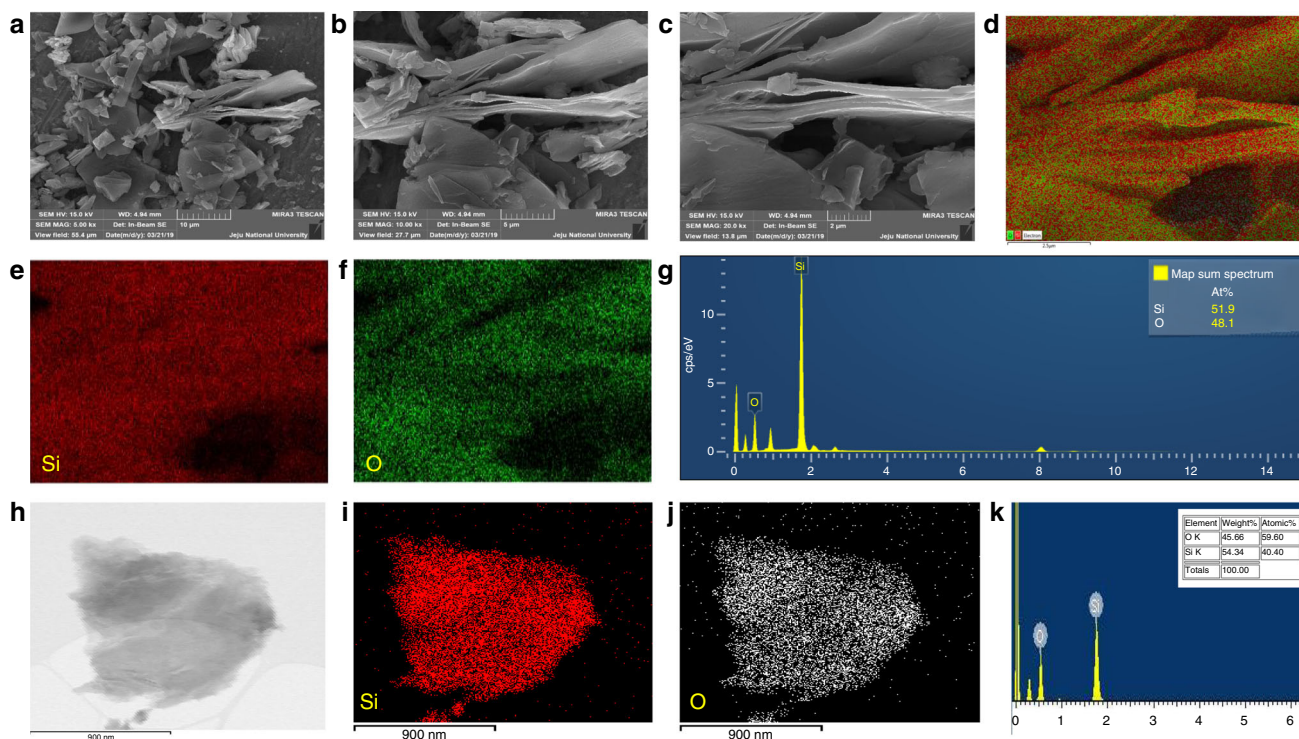 a
SEM HV: 15.0 kV WD: 4.94 mm MIRA3 TESCAN
SEM MAG: 5.00 kx Det: In-Beam SE 10 µm
View field: 55.4 µm Date(m/d/y): 03/21/19 Jeju National University
b
SEM HV: 15.0 kV WD: 4.94 mm MIRA3 TESCAN
SEM MAG: 10.00 kx Det: In-Beam SE 5 µm
View field: 27.7 µm Date(m/d/y): 03/21/19 Jeju National University
c
SEM HV: 15.0 kV WD: 4.94 mm MIRA3 TESCAN
SEM MAG: 20.0 kx Det: In-Beam SE 2 µm
View field: 13.8 µm Date(m/d/y): 03/21/19 Jeju National University
d
Electron
2.5µm
e
Si
f
O
g
Si
O
Map sum spectrum
At%
Si 51.9
O 48.1
cps/eV
10
5
0
0 2 4 6 8 10 12 14
h
900 nm
i
Si
900 nm
j
O
900 nm
k
Element Weight% Atomic%
O K 45.66 59.60
Si K 54.34 40.40
Totals 100.00
Si
O
0 1 2 3 4 5 6